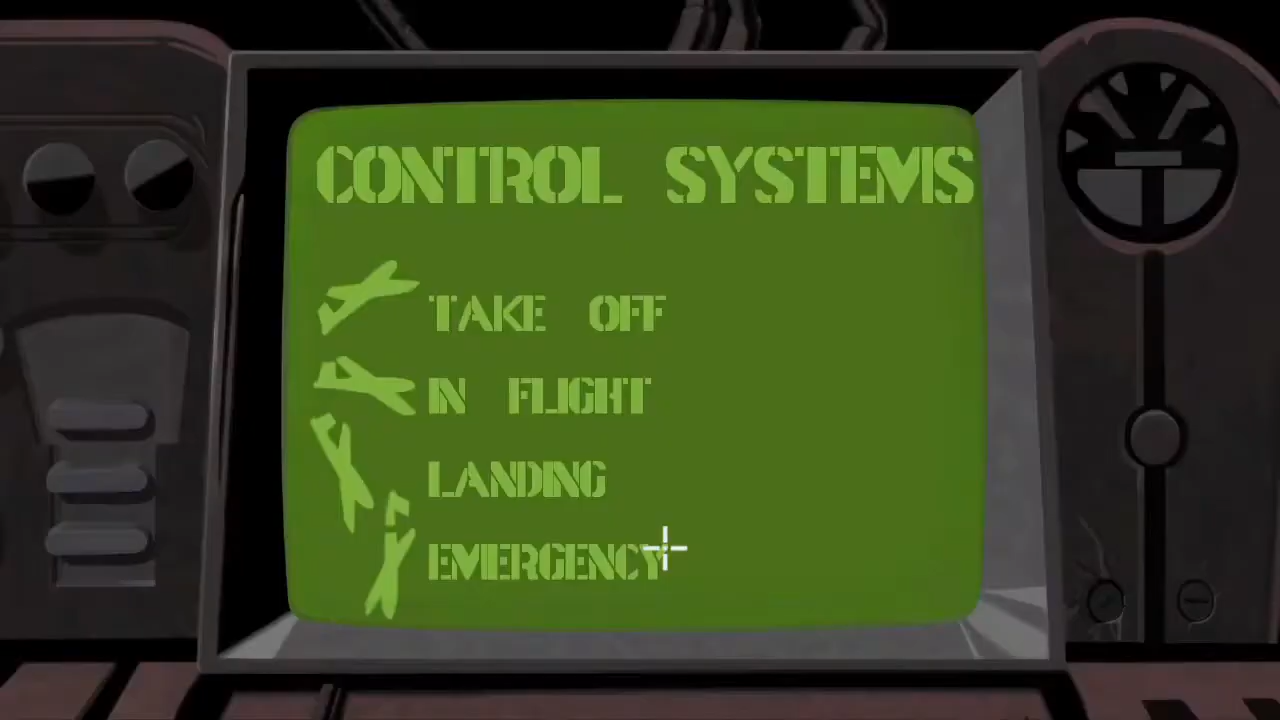 CONTROL SYSTEMS
TAKE OFF
IN FLIGHT
LANDING
EMERGENCY